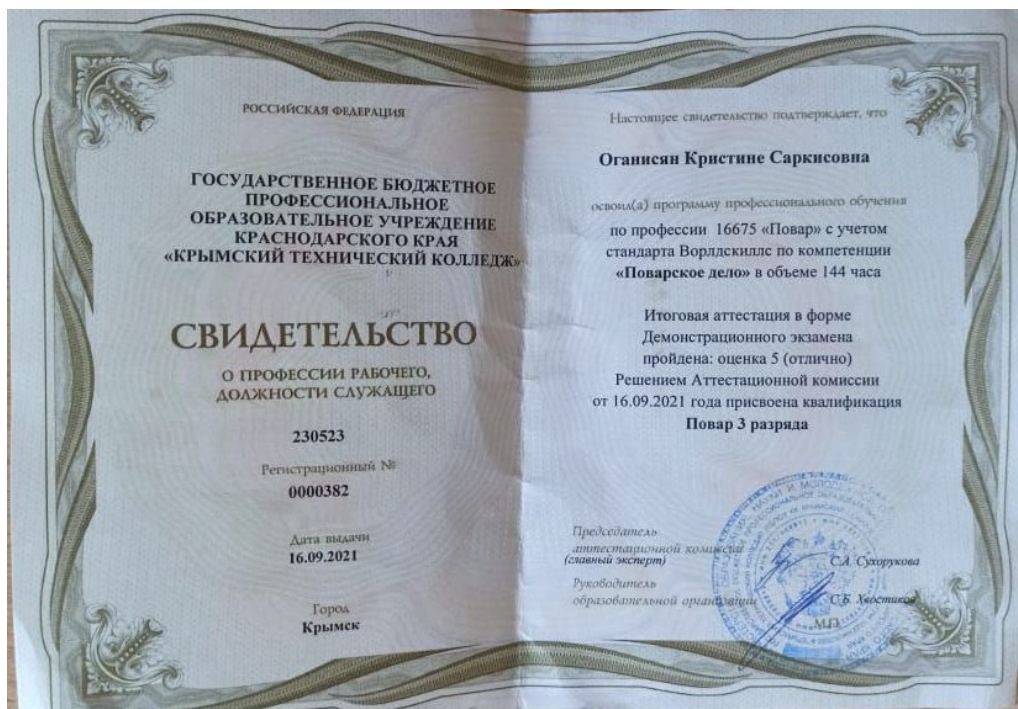 РОССИЙСКАЯ ФЕДЕРАЦИЯ
ГОСУДАРСТВЕННОЕ БЮДЖЕТНОЕ
ПРОФЕССИОНАЛЬНОЕ
ОБРАЗОВАТЕЛЬНОЕ УЧРЕЖДЕНИЕ
КРАСНОДАРСКОГО КРАЯ
«КРЫМСКИЙ ТЕХНИЧЕСКИЙ КОЛЛЕДЖ»
СВИДЕТЕЛЬСТВО
О ПРОФЕССИИ РАБОЧЕГО,
ДОЛЖНОСТИ СЛУЖАЩЕГО
230523
Регистрационный №
0000382
Дата выдачи
16.09.2021
Город
Крымск
Настоящее свидетельство подтверждает, что
Оганисян Кристине Саркисовна
освоил(а) программу профессионального обучения
по профессии 16675 «Повар» с учетом
стандарта Ворлдскиллс по компетенции
«Поварское дело» в объеме 144 часа
Итоговая аттестация в форме
Демонстрационного экзамена
пройдена: оценка 5 (отлично)
Решением Аттестационной комиссии
от 16.09.2021 года присвоена квалификация
Повар 3 разряда
Председатель
аттестационной комиссии
(главный эксперт) С.А. Сухорукова
Руководитель
образовательной организации С.Б. Хвостиков
М.П.